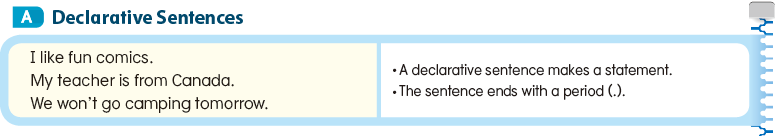 A Declarative Sentences
I like fun comics.
My teacher is from Canada.
We won't go camping tomorrow.
• A declarative sentence makes a statement.
• The sentence ends with a period (.).